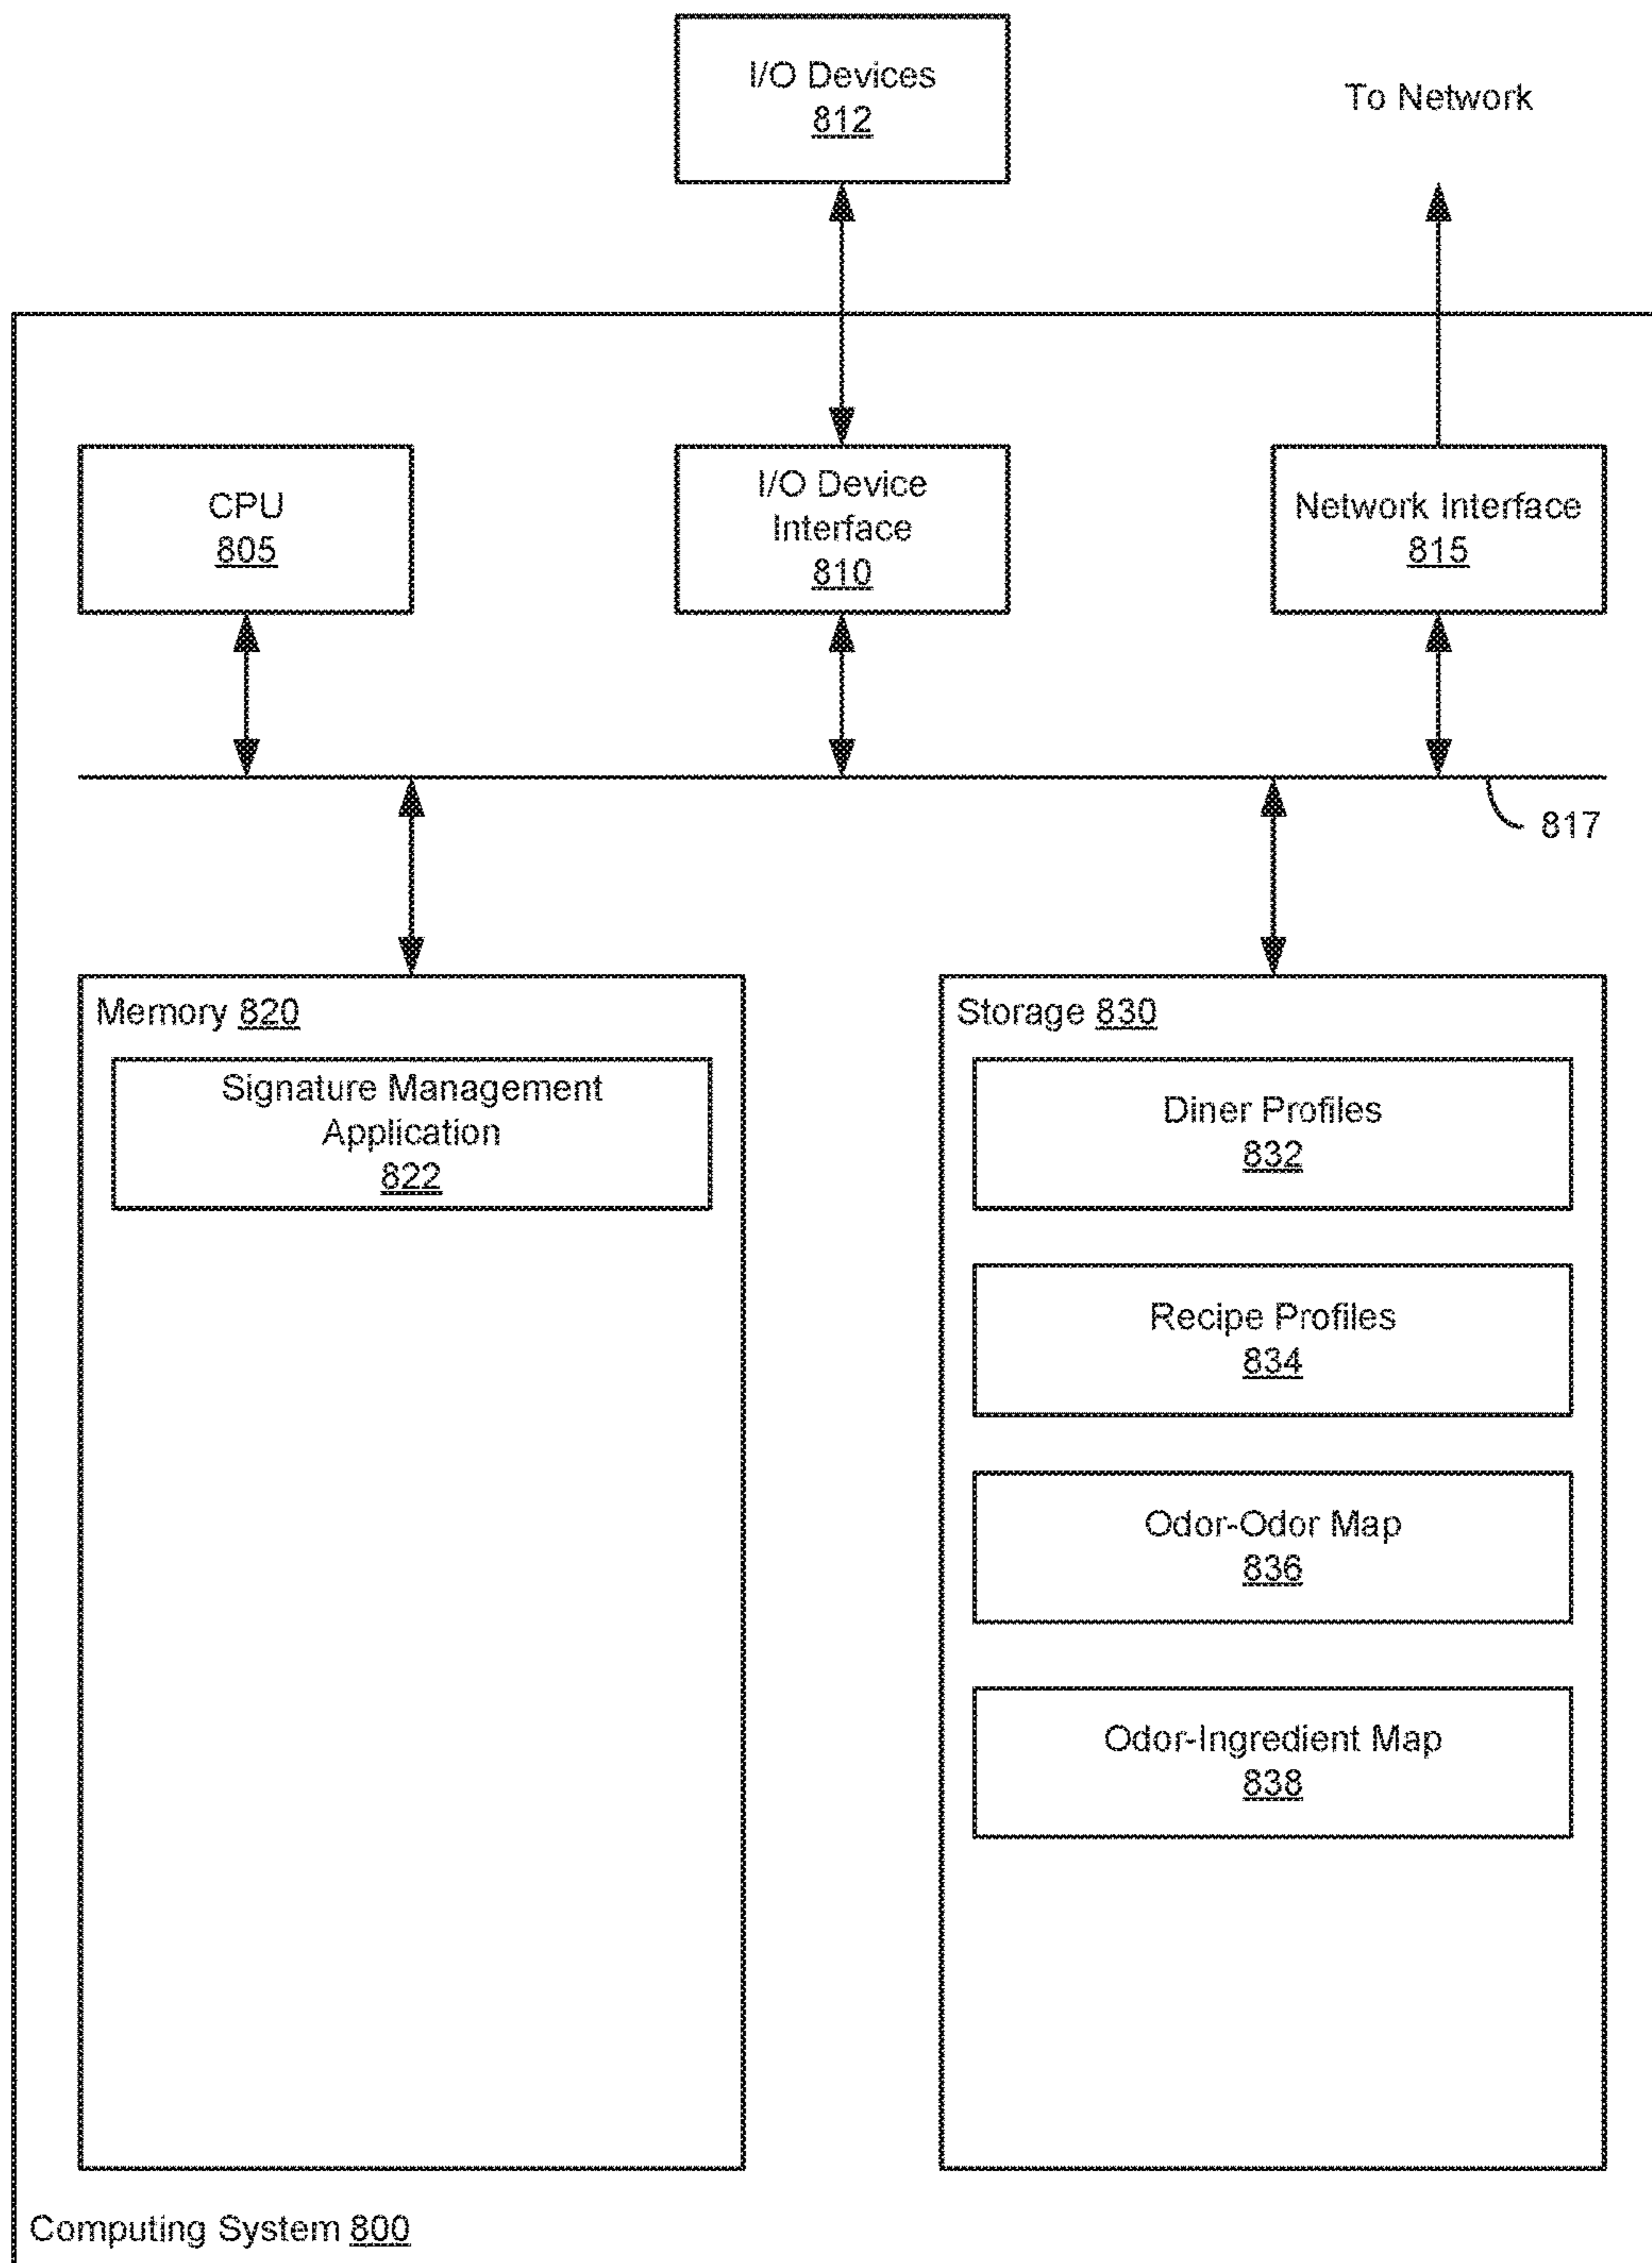 I/O Devices
812
To Network
CPU
805
I/O Device
Interface
810
Network Interface
815
817
Memory 820
Signature Management
Application
822
Storage 830
Diner Profiles
832
Recipe Profiles
834
Odor-Odor Map
836
Odor-Ingredient Map
838
Computing System 800